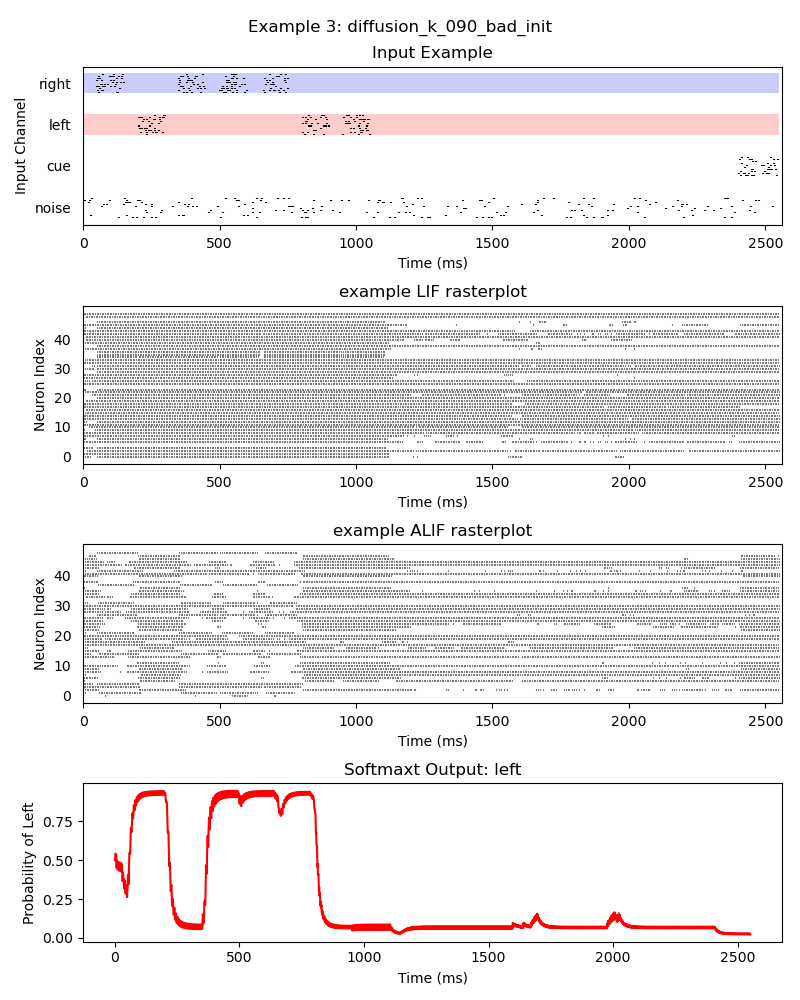 Example 3: diffusion_k_090_bad_init
Input Example
Input Channel
right
left
cue
noise
0 500 1000 1500 2000 2500
Time (ms)
example LIF rasterplot
Neuron Index
40
30
20
10
0
0 500 1000 1500 2000 2500
Time (ms)
example ALIF rasterplot
Neuron Index
40
30
20
10
0
0 500 1000 1500 2000 2500
Time (ms)
Softmaxt Output: left
Probability of Left
0.75
0.50
0.25
0.00
0 500 1000 1500 2000 2500
Time (ms)